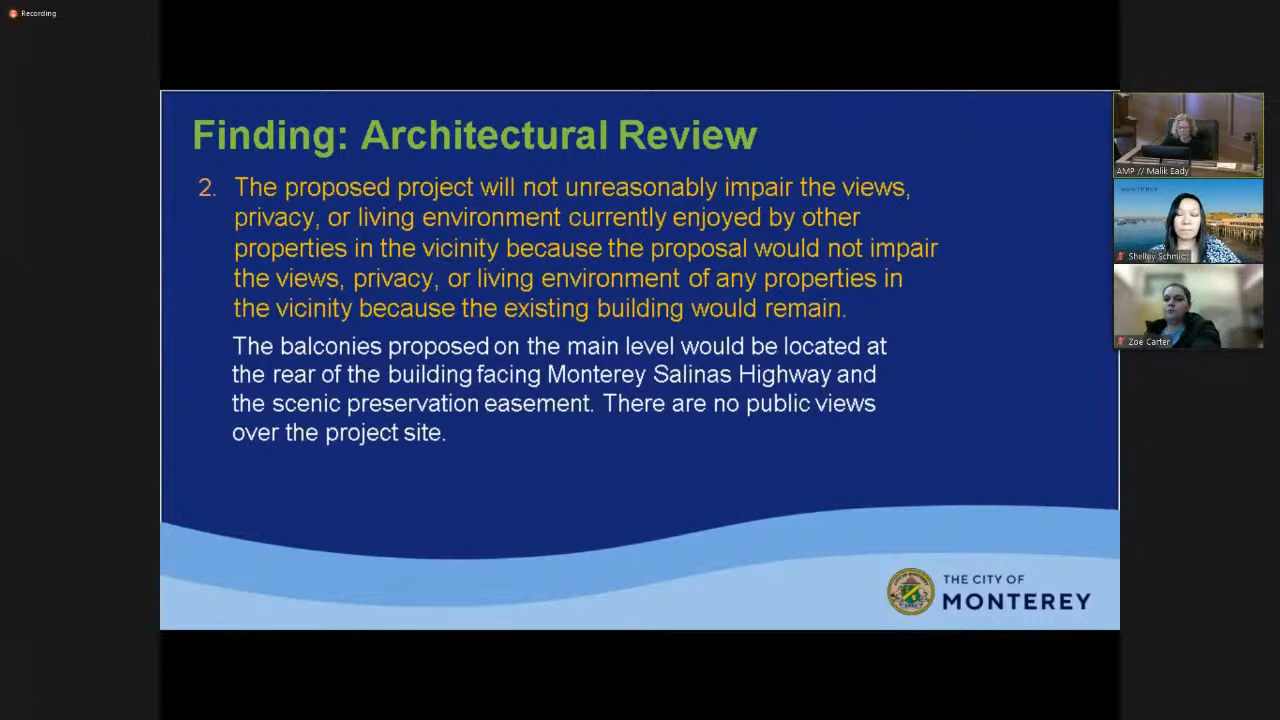 Recording
Finding: Architectural Review
2. The proposed project will not unreasonably impair the views,
privacy, or living environment currently enjoyed by other
properties in the vicinity because the proposal would not impair
the views, privacy, or living environment of any properties in
the vicinity because the existing building would remain.
The balconies proposed on the main level would be located at
the rear of the building facing Monterey Salinas Highway and
the scenic preservation easement. There are no public views
over the project site.
THE CITY OF
MONTEREY
AMP // Malik Eady
MONTEREY
Shelley Schmidt
Zoe Carter